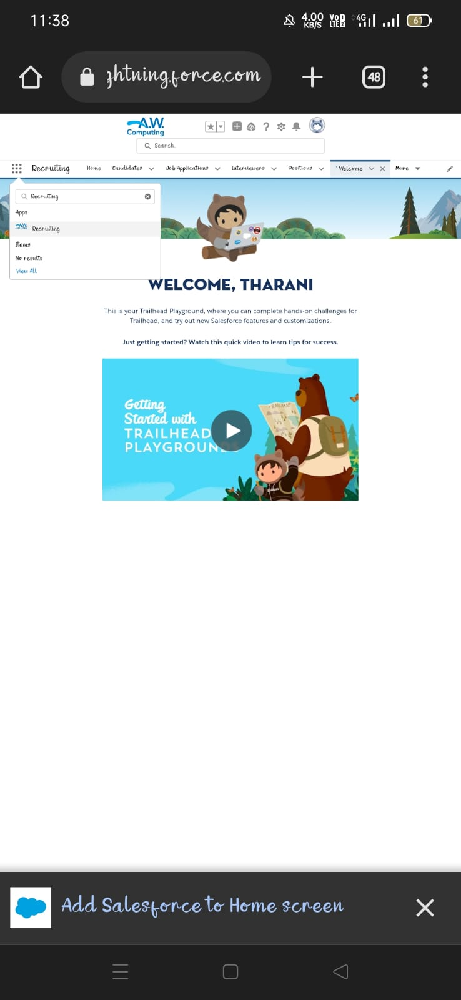 11:38
4.00 KB/S
Vo LTE 2
4G
61
ghtning.force.com
48
A.W. Computing
Search.
Recruiting
Home
Candidates
Job Applications
Interviewers
Positions
* Welcome
More
Recruiting
Apps
Recruiting
Items
No results
View All
WELCOME, THARANI
This is your Trailhead Playground, where you can complete hands-on challenges for
Trailhead, and try out new Salesforce features and customizations.
Just getting started? Watch this quick video to learn tips for success.
Getting
Started with
TRAILHEAD
PLAYGROUNDS
TRAILMAP
Add Salesforce to Home screen